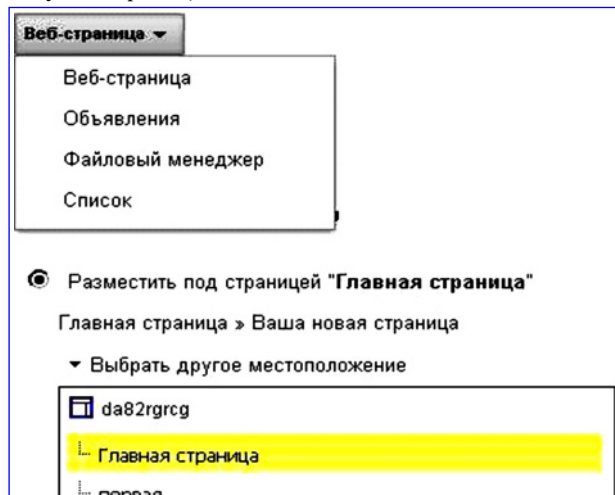 Веб-страница
Веб-страница
Объявления
Файловый менеджер
Список
Разместить под страницей "Главная страница"
Главная страница » Ваша новая страница
Выбрать другое местоположение
da82rgrcg
Главная страница